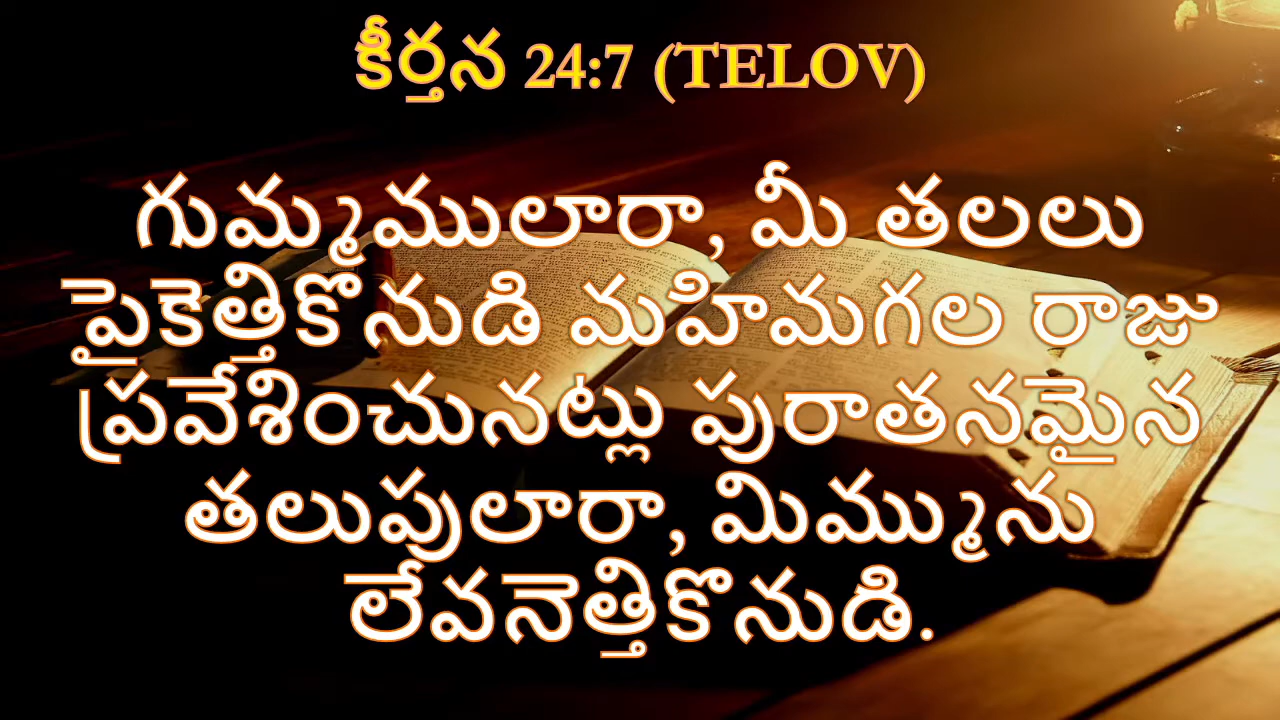 కీర్తన 24:7 (TELOV)
గుమ్మములారా, మీ తలలు
పైకెత్తికొనుడి మహిమగల రాజు
ప్రవేశించునట్లు పురాతనమైన
తలుపులారా, మిమ్మును
లేవనెత్తికొనుడి.